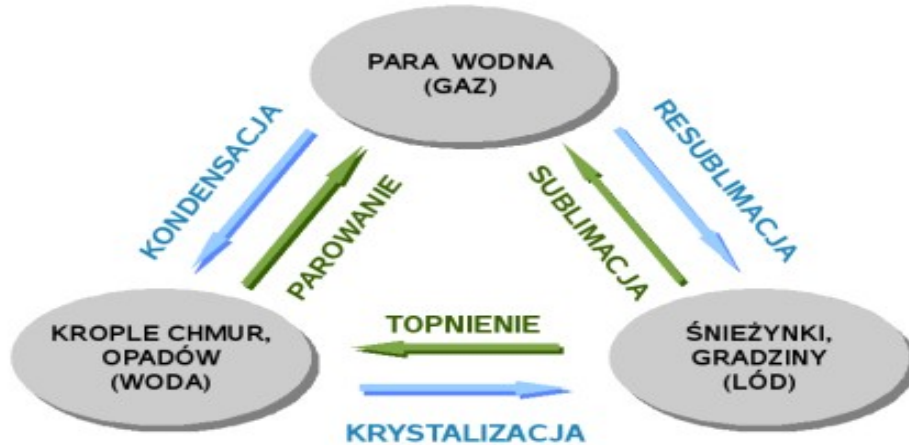 PARA WODNA
(GAZ)
KONDENSACJA
PAROWANIE
SUBLIMACJA
RESUBLIMACJA
KROPLE CHMUR,
OPADÓW
(WODA)
TOPNIENIE
ŚNIEŻYNKI,
GRADZINY
(LÓD)
KRYSTALIZACJA